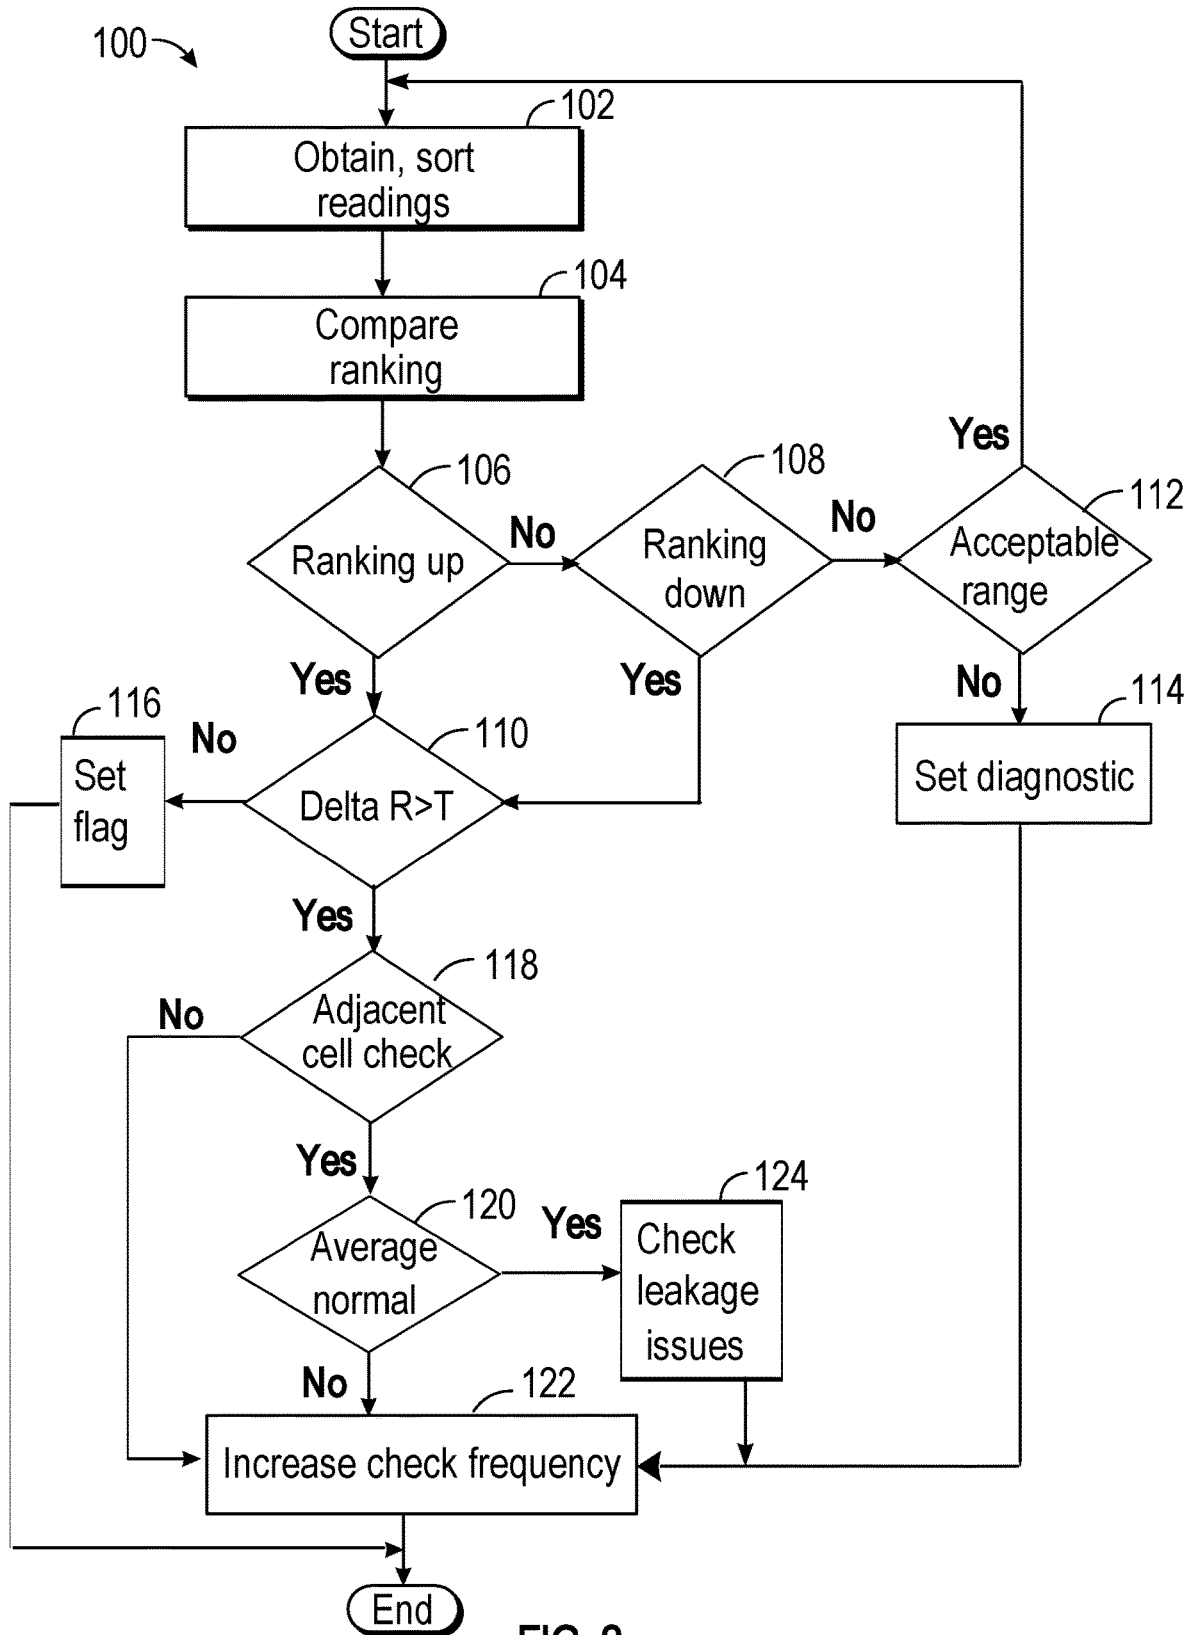 Start
100
102
Obtain, sort
readings
104
Compare
ranking
106
Ranking up
No
108
Ranking
down
No
Yes
112
Acceptable
range
Yes
Yes
No
114
Set diagnostic
116
Set
flag
No
110
Delta R>T
Yes
118
Adjacent
cell check
No
Yes
120
Average
normal
Yes
124
Check
leakage
issues
No
122
Increase check frequency
End